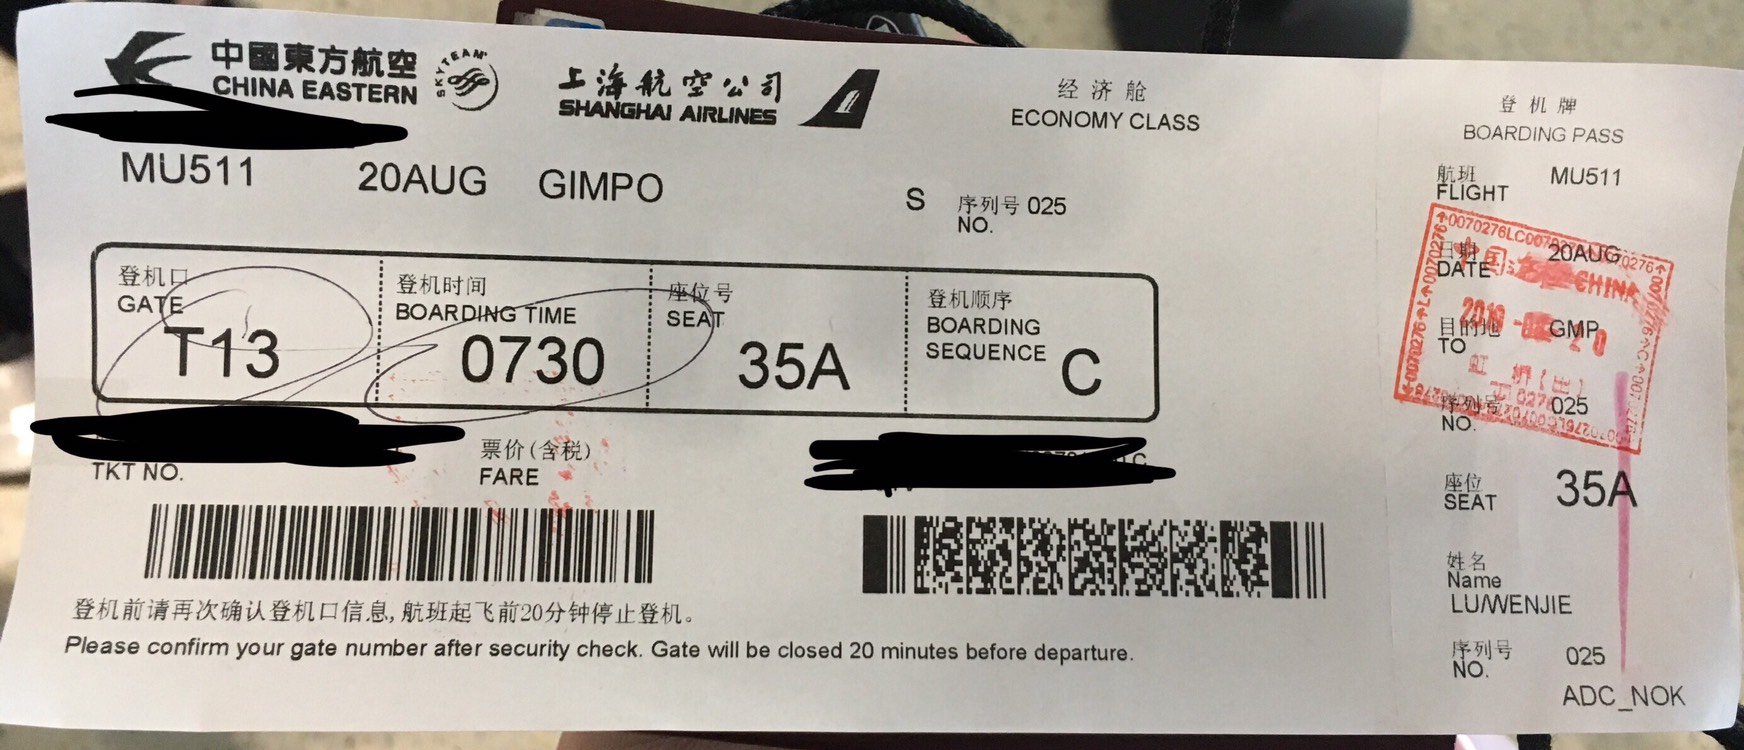 中國東方航空
CHINA EASTERN
SKYTEAM
上海航空公司
SHANGHAI AIRLINES
经济舱
ECONOMY CLASS
MU511 20AUG GIMPO
S 序列号 025
NO.
登机口
GATE
T13
登机时间
BOARDING TIME
0730
座位号
SEAT
35A
登机顺序
BOARDING
SEQUENCE
C
TKT NO.
票价(含税)
FARE
登机前请再次确认登机口信息,航班起飞前20分钟停止登机。
Please confirm your gate number after security check. Gate will be closed 20 minutes before departure.
登机牌
BOARDING PASS
航班
FLIGHT MU511
日期
DATE 20AUG
CHINA
目的地
TO GMP
序列号
NO. 025
座位
SEAT 35A
姓名
Name
LU/WENJIE
序列号
NO. 025
ADC_NOK